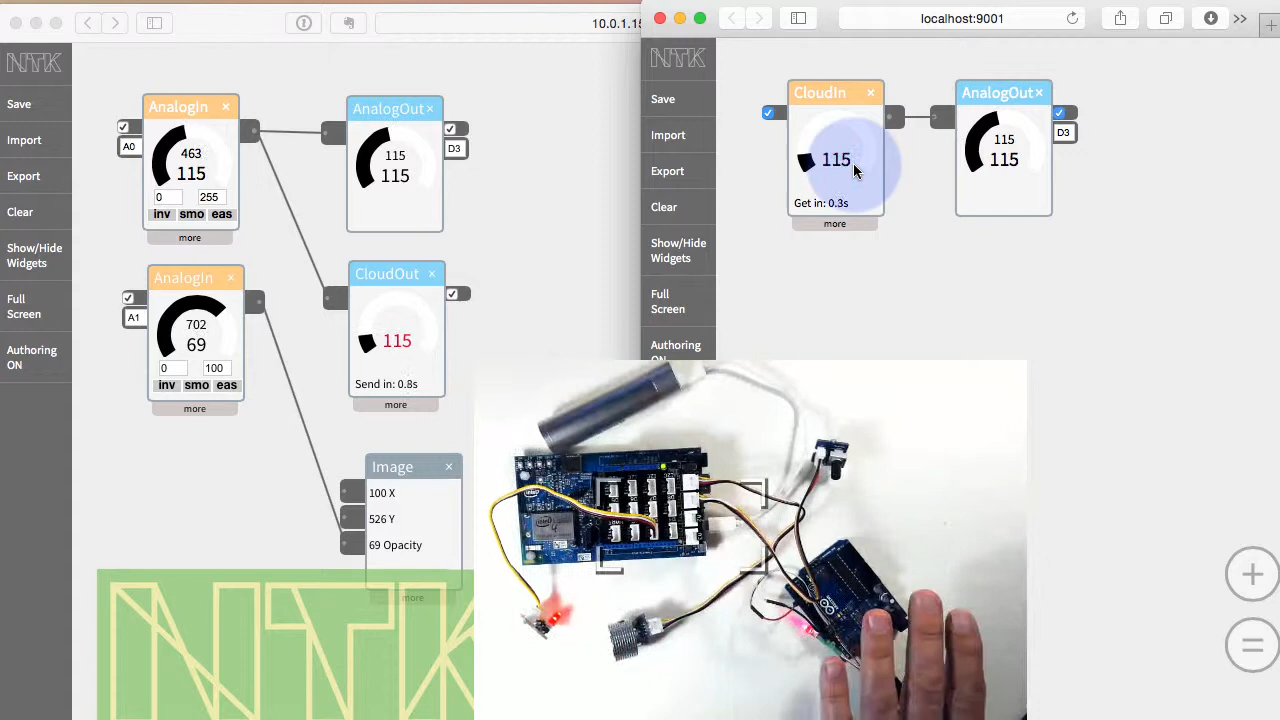 10.0.1.15
NTK
Save
Import
Export
Clear
Show/Hide
Widgets
Full
Screen
Authoring
ON
AnalogIn ×
A0
463
115
0 255
inv smo eas
more
AnalogOut ×
115
115
D3
AnalogIn ×
A1
702
69
0 100
inv smo eas
more
CloudOut ×
115
Send in: 0.8s
more
Image ×
100 X
526 Y
69 Opacity
more
NTK
localhost:9001
NTK
Save
Import
Export
Clear
Show/Hide
Widgets
Full
Screen
Authoring
ON
CloudIn ×
115
Get in: 0.3s
more
AnalogOut ×
115
115
D3